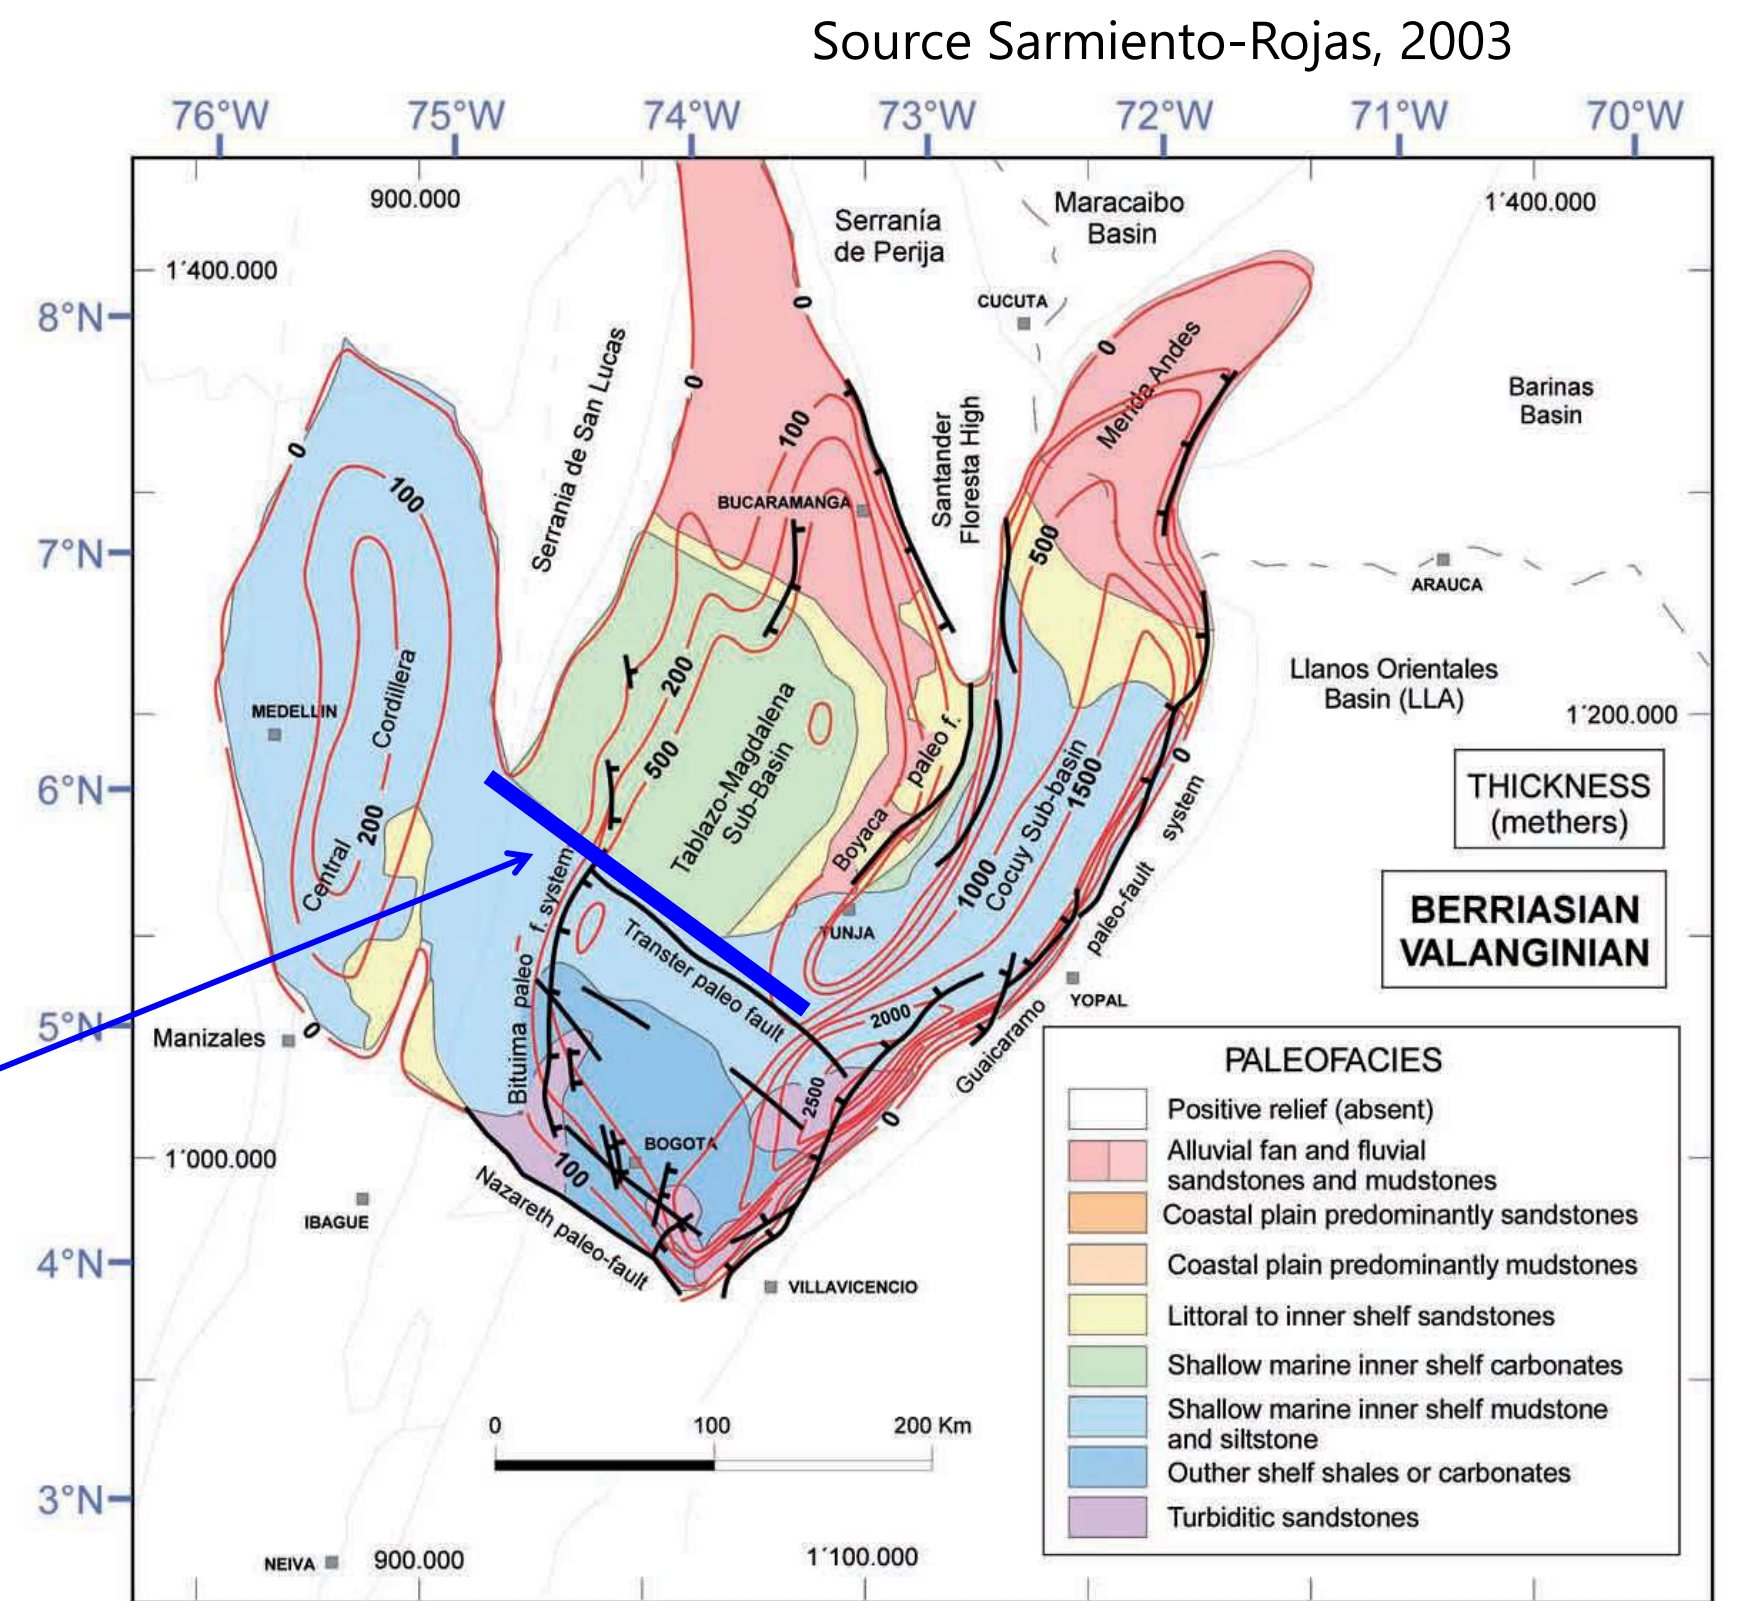 Source Sarmiento-Rojas, 2003
76°W 75°W 74°W 73°W 72°W 71°W 70°W
900.000
1´400.000
1´400.000
Serranía
de Perija
Maracaibo
Basin
CUCUTA
8°N
0
0
0
Merida Andes
Barinas
Basin
Serrania de San Lucas
0
100
100
Santander
Floresta High
BUCARAMANGA
500
7°N
ARAUCA
Llanos Orientales
Basin (LLA)
1´200.000
MEDELLIN
Central
Cordillera
200
200
500
Tablazo-Magdalena
Sub-Basin
Boyaca
paleo f.
Cocuy Sub-basin
1500
1000
0
6°N
THICKNESS
(methers)
BERRIASIAN
VALANGINIAN
Guaicaramo
paleo-fault
system
Bituima paleo
f. system
TUNJA
Transter paleo fault
YOPAL
2000
2500
5°N
0
Manizales
0
BOGOTA
100
1´000.000
Nazareth paleo-fault
IBAGUE
4°N
VILLAVICENCIO
PALEOFACIES
Positive relief (absent)
Alluvial fan and fluvial
sandstones and mudstones
Coastal plain predominantly sandstones
Coastal plain predominantly mudstones
Littoral to inner shelf sandstones
Shallow marine inner shelf carbonates
Shallow marine inner shelf mudstone
and siltstone
Outher shelf shales or carbonates
Turbiditic sandstones
0 100 200 Km
3°N
NEIVA
900.000
1´100.000